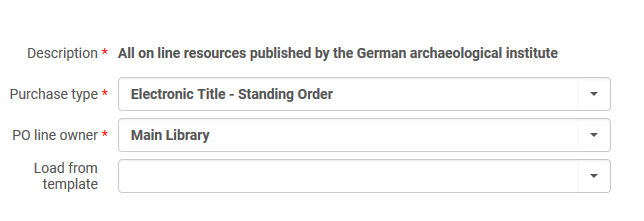 Description * All on line resources published by the German archaeological institute
Purchase type * Electronic Title - Standing Order
PO line owner * Main Library
Load from
template